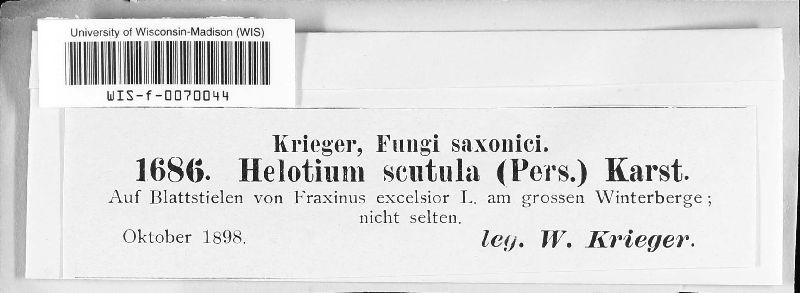 University of Wisconsin-Madison (WIS)
WIS-f-0070044
Krieger, Fungi saxonici.
1686. Helotium scutula (Pers.) Karst.
Auf Blattstielen von Fraxinus excelsior L. am grossen Winterberge;
nicht selten.
Oktober 1898.
leg. W. Krieger.